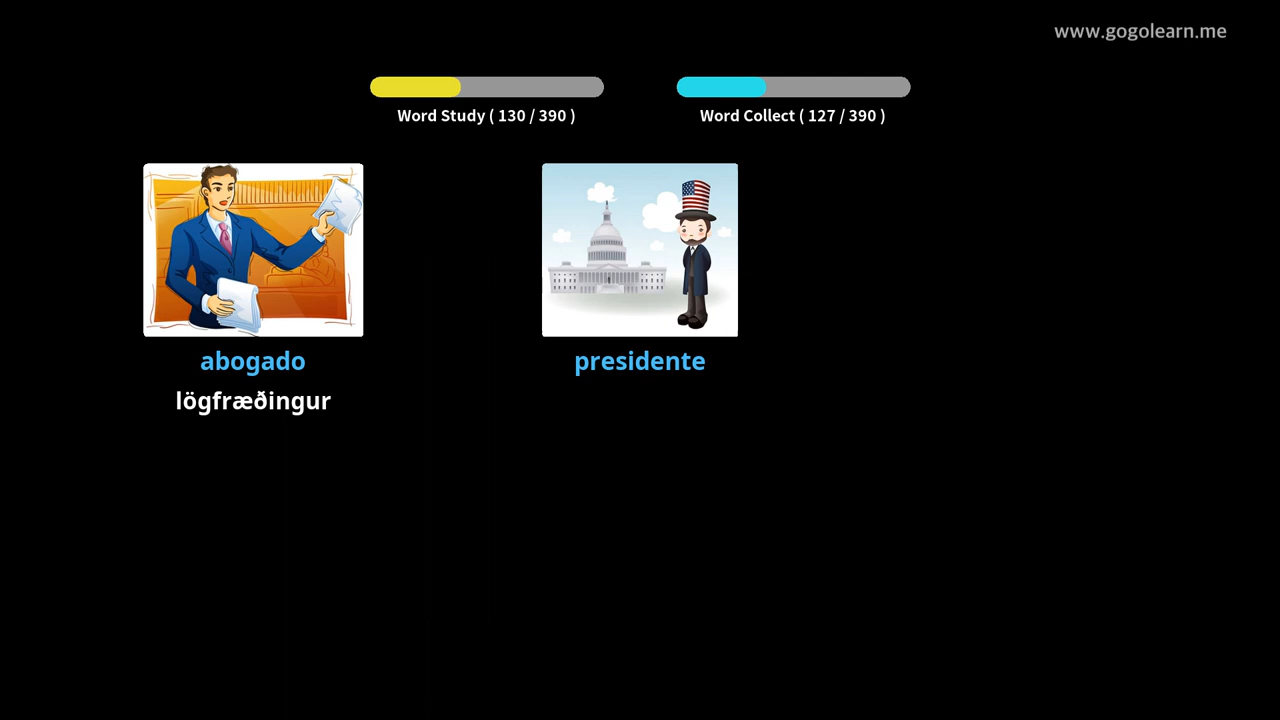 www.gogolearn.me
Word Study ( 130 / 390 )
Word Collect ( 127 / 390 )
abogado
presidente
lögfræðingur